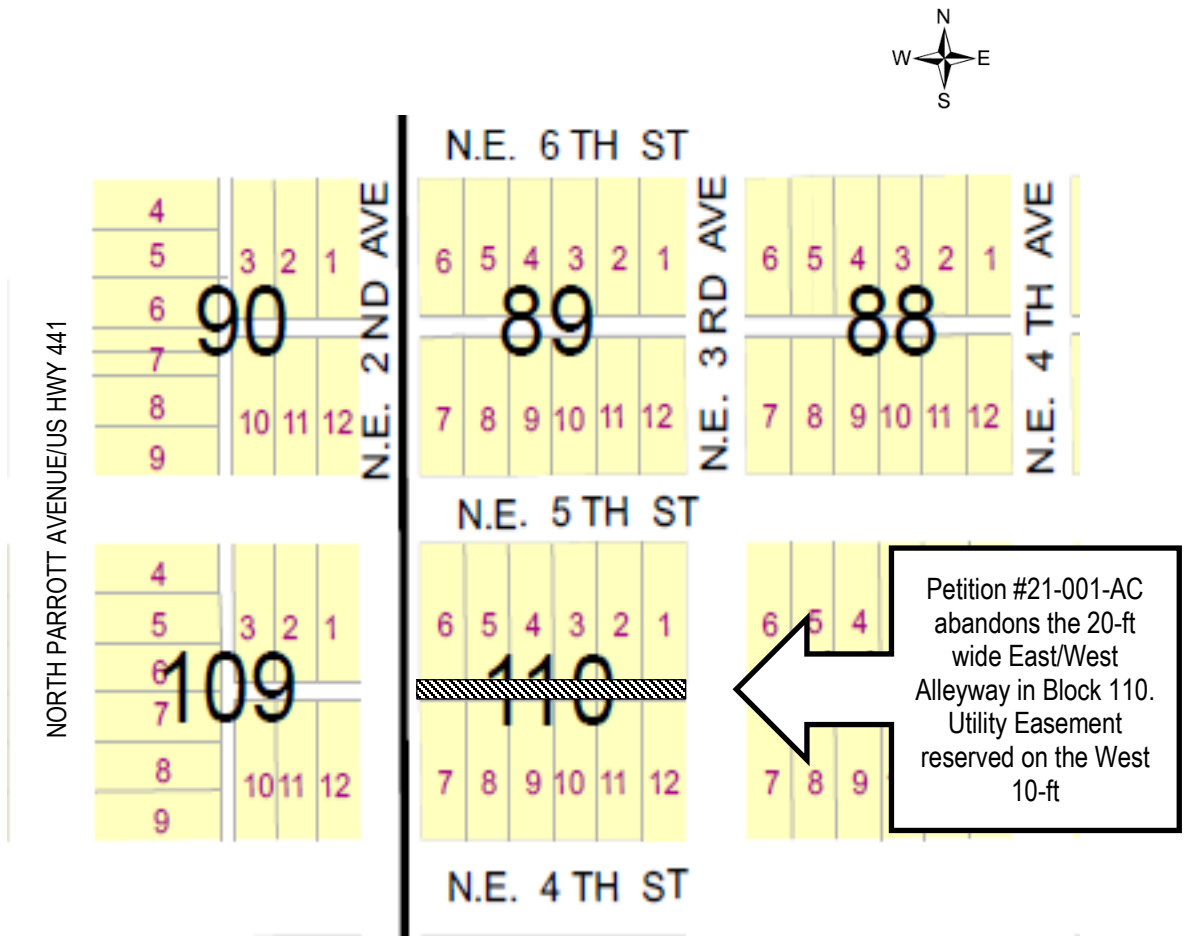 N
W E
S
N.E. 6 TH ST
4
5
6
7
8
9
3 2 1
90
10 11 12
N.E. 2 ND AVE
6 5 4 3 2 1
89
7 8 9 10 11 12
N.E. 3 RD AVE
6 5 4 3 2 1
88
7 8 9 10 11 12
N.E. 4 TH AVE
NORTH PARROTT AVENUE/US HWY 441
N.E. 5 TH ST
4
5
6
7
8
9
3 2 1
109
10 11 12
6 5 4 3 2 1
110
7 8 9 10 11 12
6 5 4
7 8 9
Petition #21-001-AC
abandons the 20-ft
wide East/West
Alleyway in Block 110.
Utility Easement
reserved on the West
10-ft
N.E. 4 TH ST